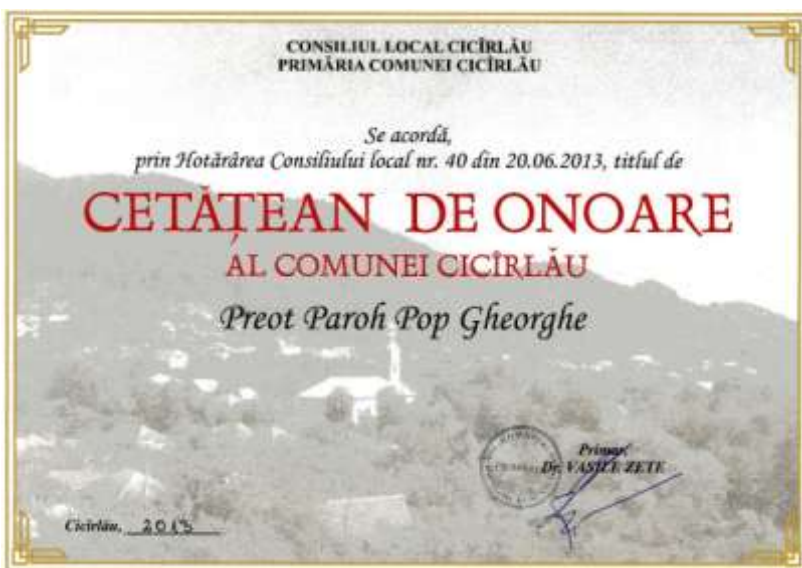 CONSILIUL LOCAL CICÎRLĂU
PRIMĂRIA COMUNEI CICÎRLĂU
Se acordă,
prin Hotărârea Consiliului local nr. 40 din 20.06.2013, titlul de
CETĂȚEAN DE ONOARE
AL COMUNEI CICÎRLĂU
Preot Paroh Pop Gheorghe
Primar,
Dr. VASILE ZETE
Cicîrlău, 2013